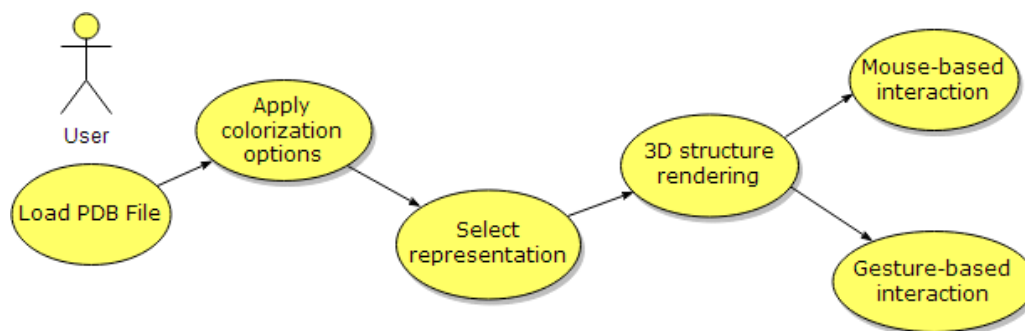 User
Load PDB File
Apply
colorization
options
Select
representation
3D structure
rendering
Mouse-based
interaction
Gesture-based
interaction